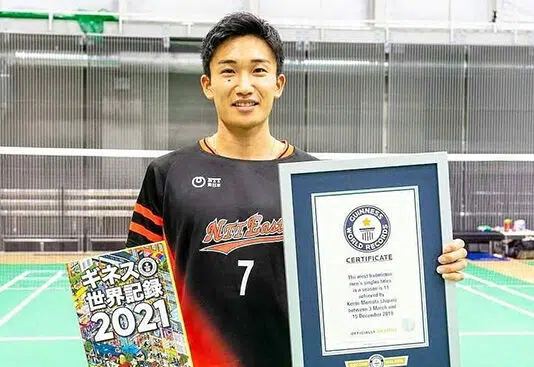 NTT
東日本
NTT East
7
ギネス
世界記録
2021
GUINNESS
WORLD RECORDS
CERTIFICATE
The most badminton
men's singles titles
in a season is 11
achieved by
Kento Momota (Japan)
between 3 March and
15 December 2019
OFFICIALLY AMAZING